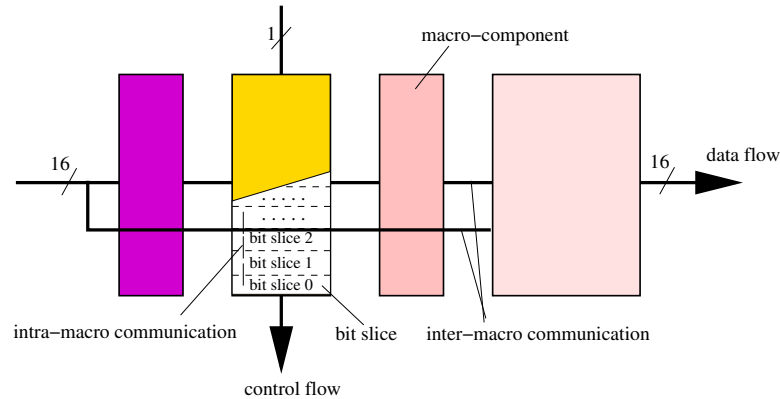 1
macro−component
16
16
data flow
. . . . .
. . . . .
bit slice 2
bit slice 1
bit slice 0
intra−macro communication
bit slice
inter−macro communication
control flow